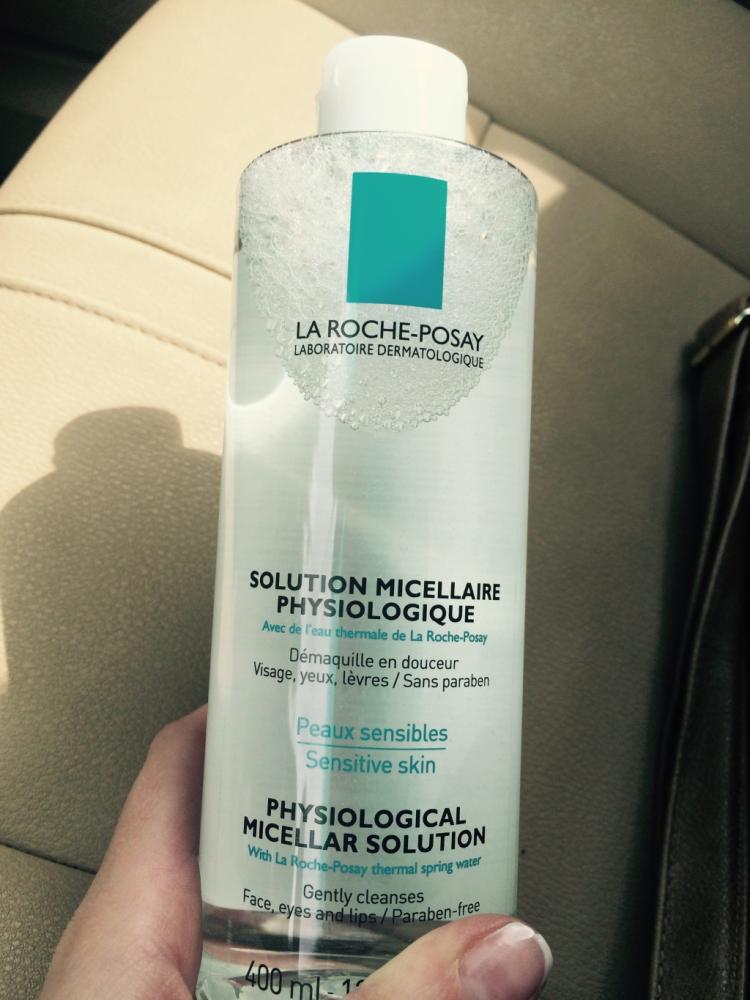 LA ROCHE-POSAY
LABORATOIRE DERMATOLOGIQUE
SOLUTION MICELLAIRE
PHYSIOLOGIQUE
Avec de l'eau thermale de La Roche-Posay
Démaquille en douceur
Visage, yeux, lèvres / Sans paraben
Peaux sensibles
Sensitive skin
PHYSIOLOGICAL
MICELLAR SOLUTION
With La Roche-Posay thermal spring water
Gently cleanses
Face, eyes and lips / Paraben-free
400 ml -